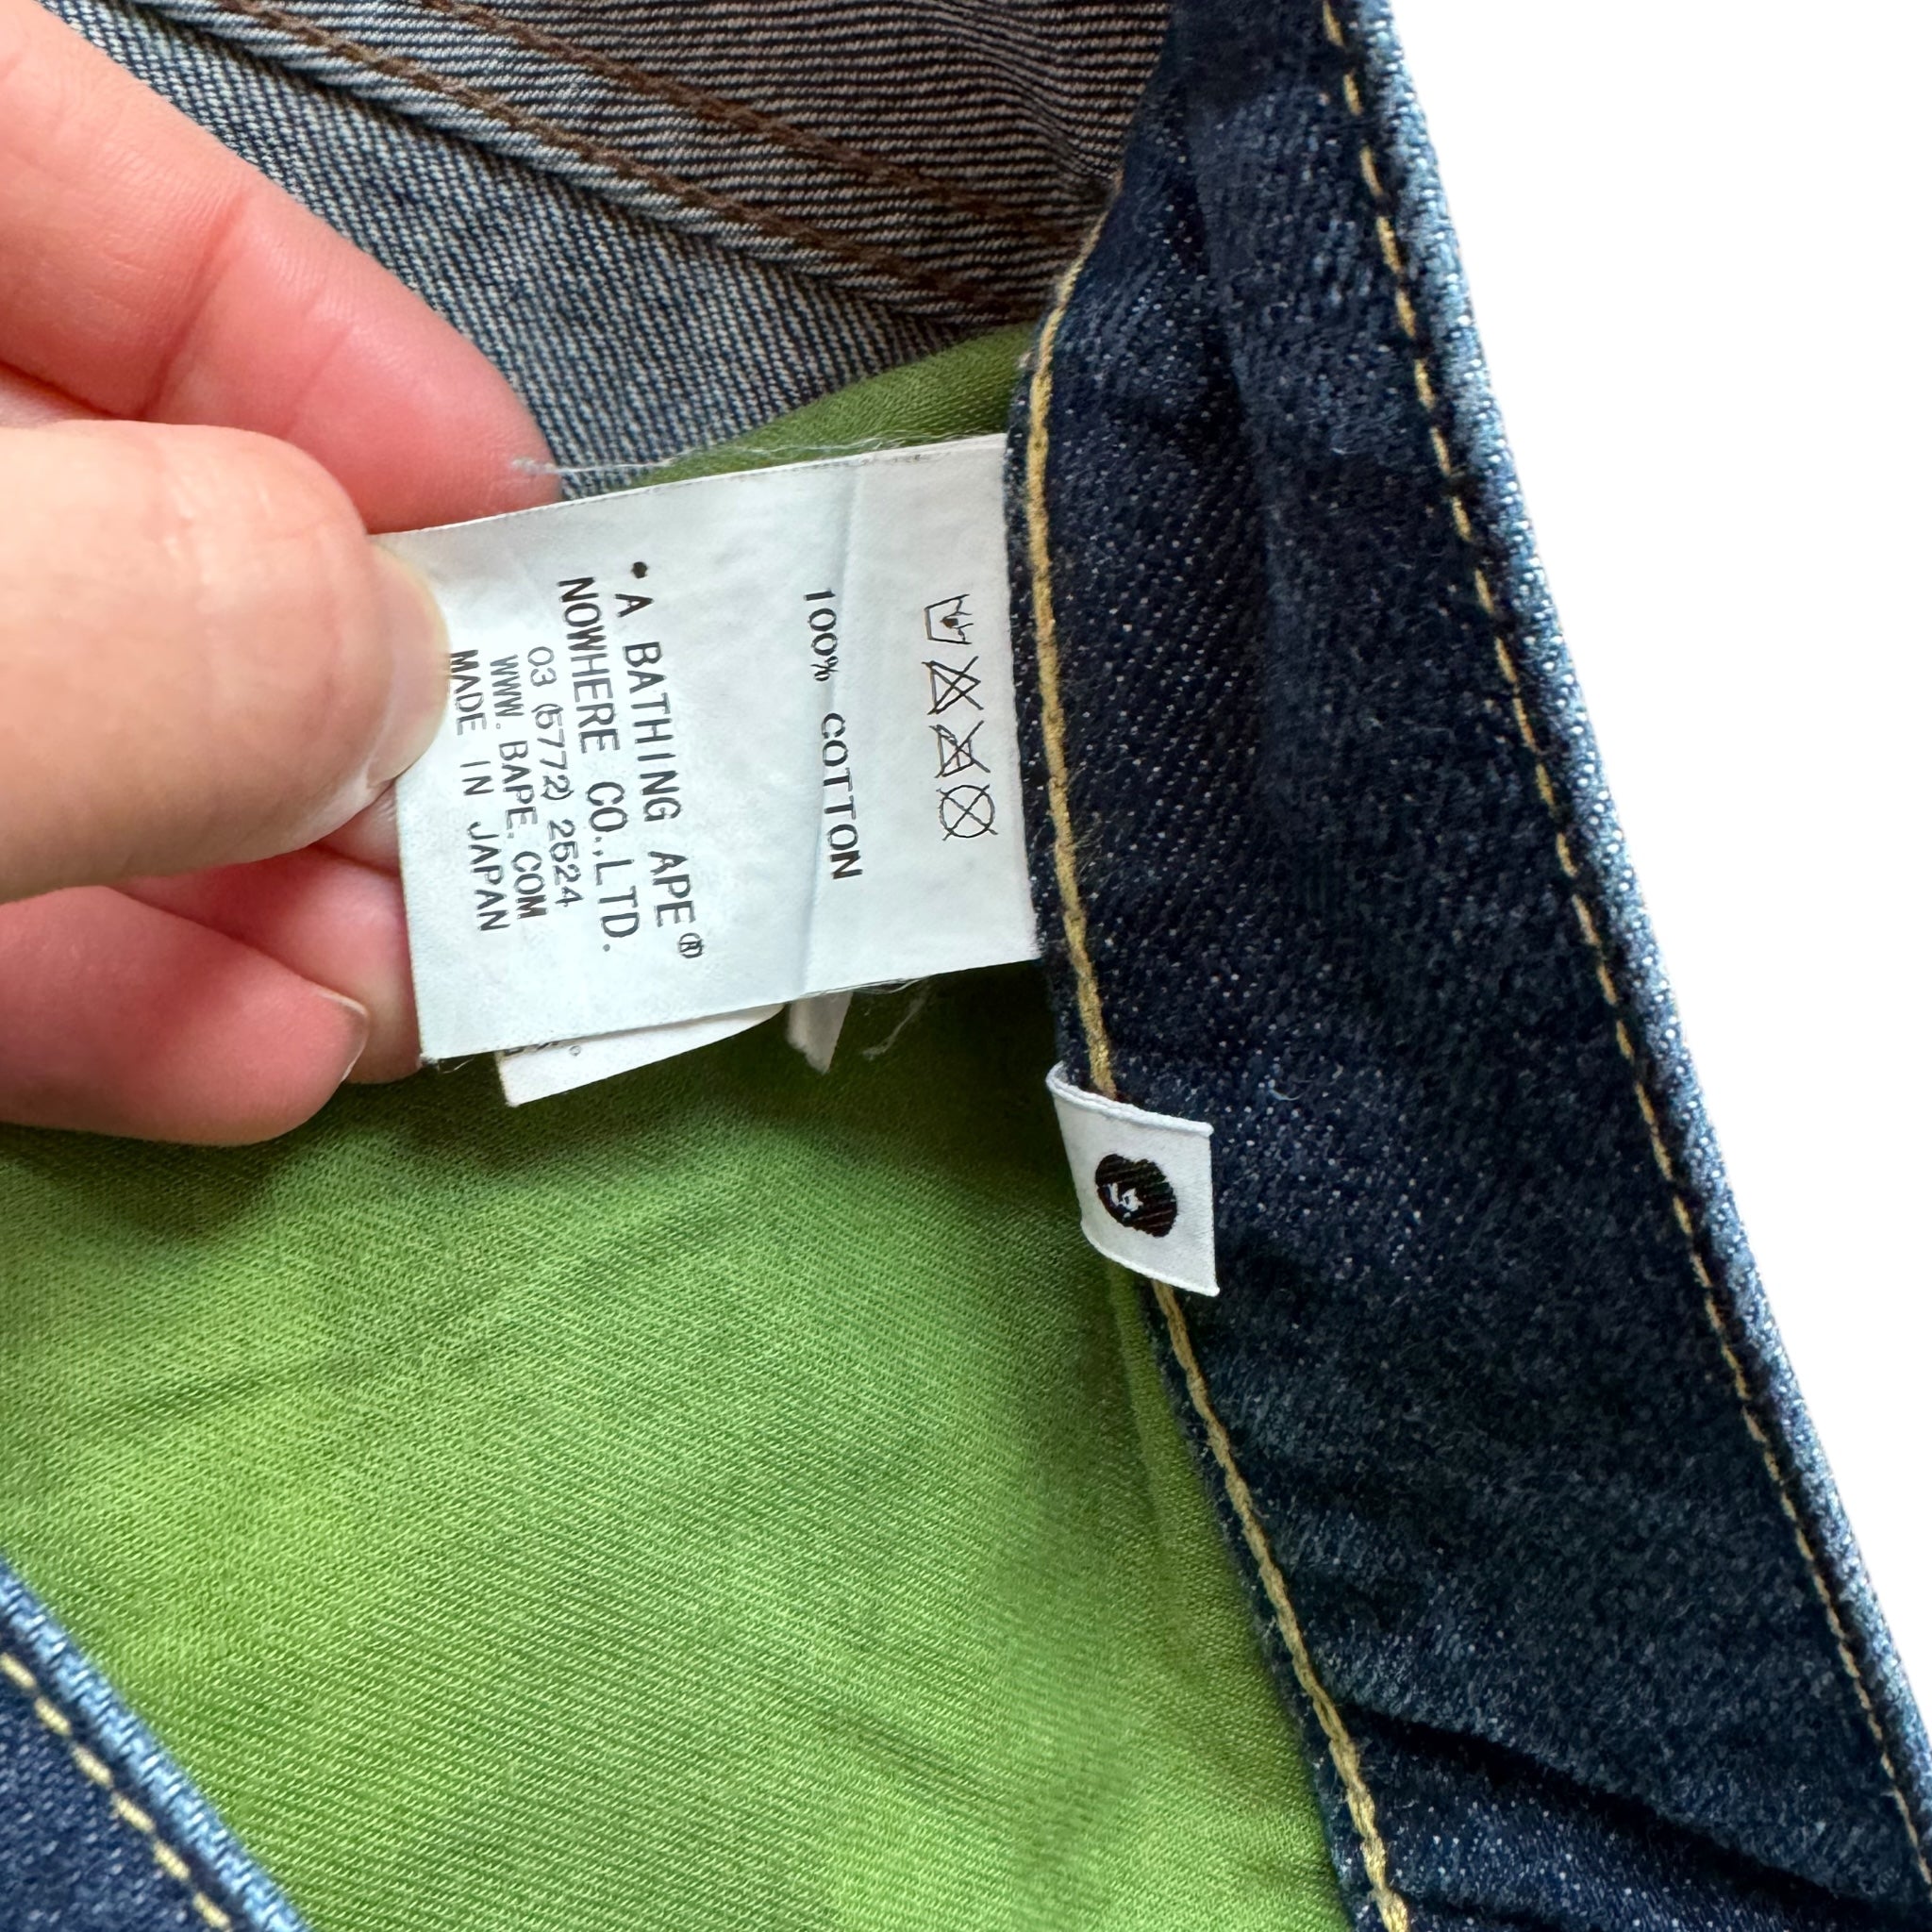 100% COTTON
•A BATHING APE®
NOWHERE CO.,LTD.
03 (5772) 2524
WWW. BAPE. COM
MADE IN JAPAN